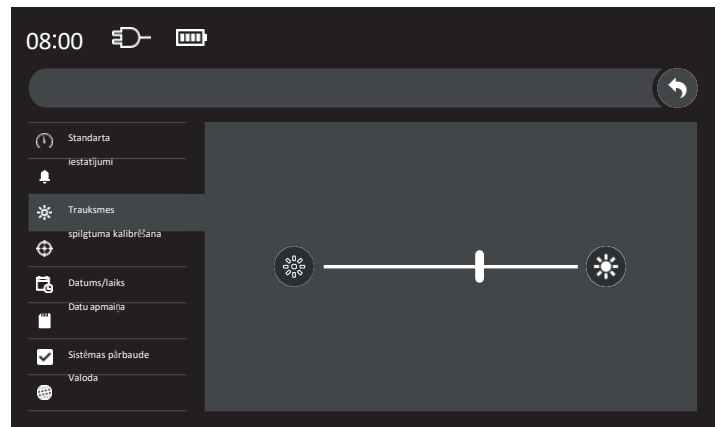 08:00
Standarta
iestatījumi
Trauksmes
spilgtuma kalibrēšana
Datums/laiks
Datu apmaiņa
Sistēmas pārbaude
Valoda